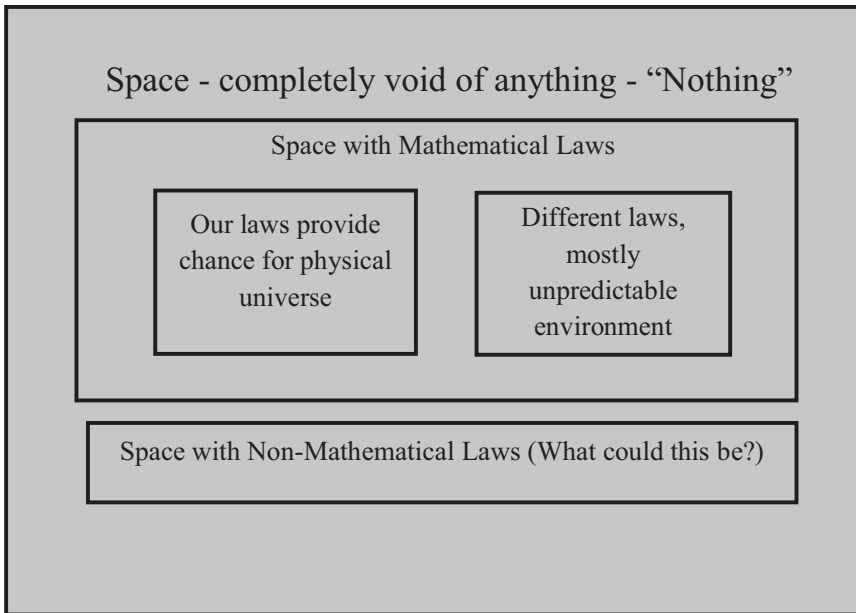 Space - completely void of anything - “Nothing”
Space with Mathematical Laws
Our laws provide
chance for physical
universe
Different laws,
mostly
unpredictable
environment
Space with Non-Mathematical Laws (What could this be?)